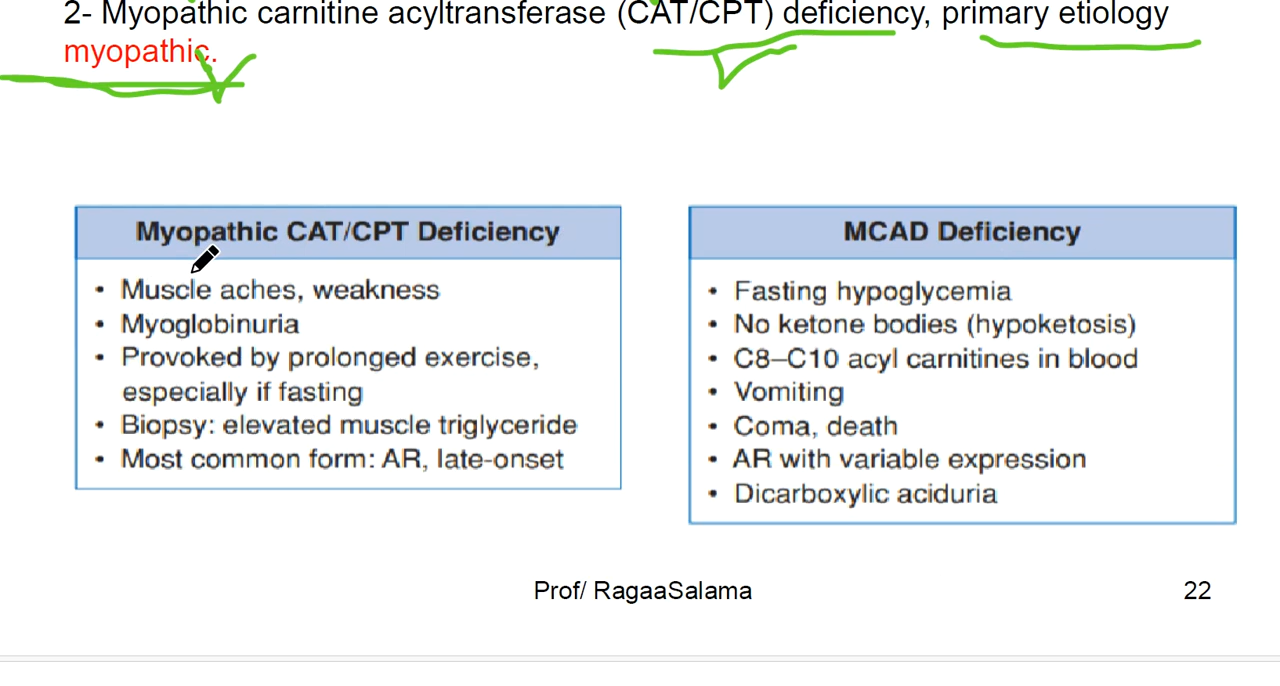 2- Myopathic carnitine acyltransferase (CAT/CPT) deficiency, primary etiology
myopathic.
Myopathic CAT/CPT Deficiency
• Muscle aches, weakness
• Myoglobinuria
• Provoked by prolonged exercise,
especially if fasting
• Biopsy: elevated muscle triglyceride
• Most common form: AR, late-onset
MCAD Deficiency
• Fasting hypoglycemia
• No ketone bodies (hypoketosis)
• C8–C10 acyl carnitines in blood
• Vomiting
• Coma, death
• AR with variable expression
• Dicarboxylic aciduria
Prof/ RagaaSalama
22